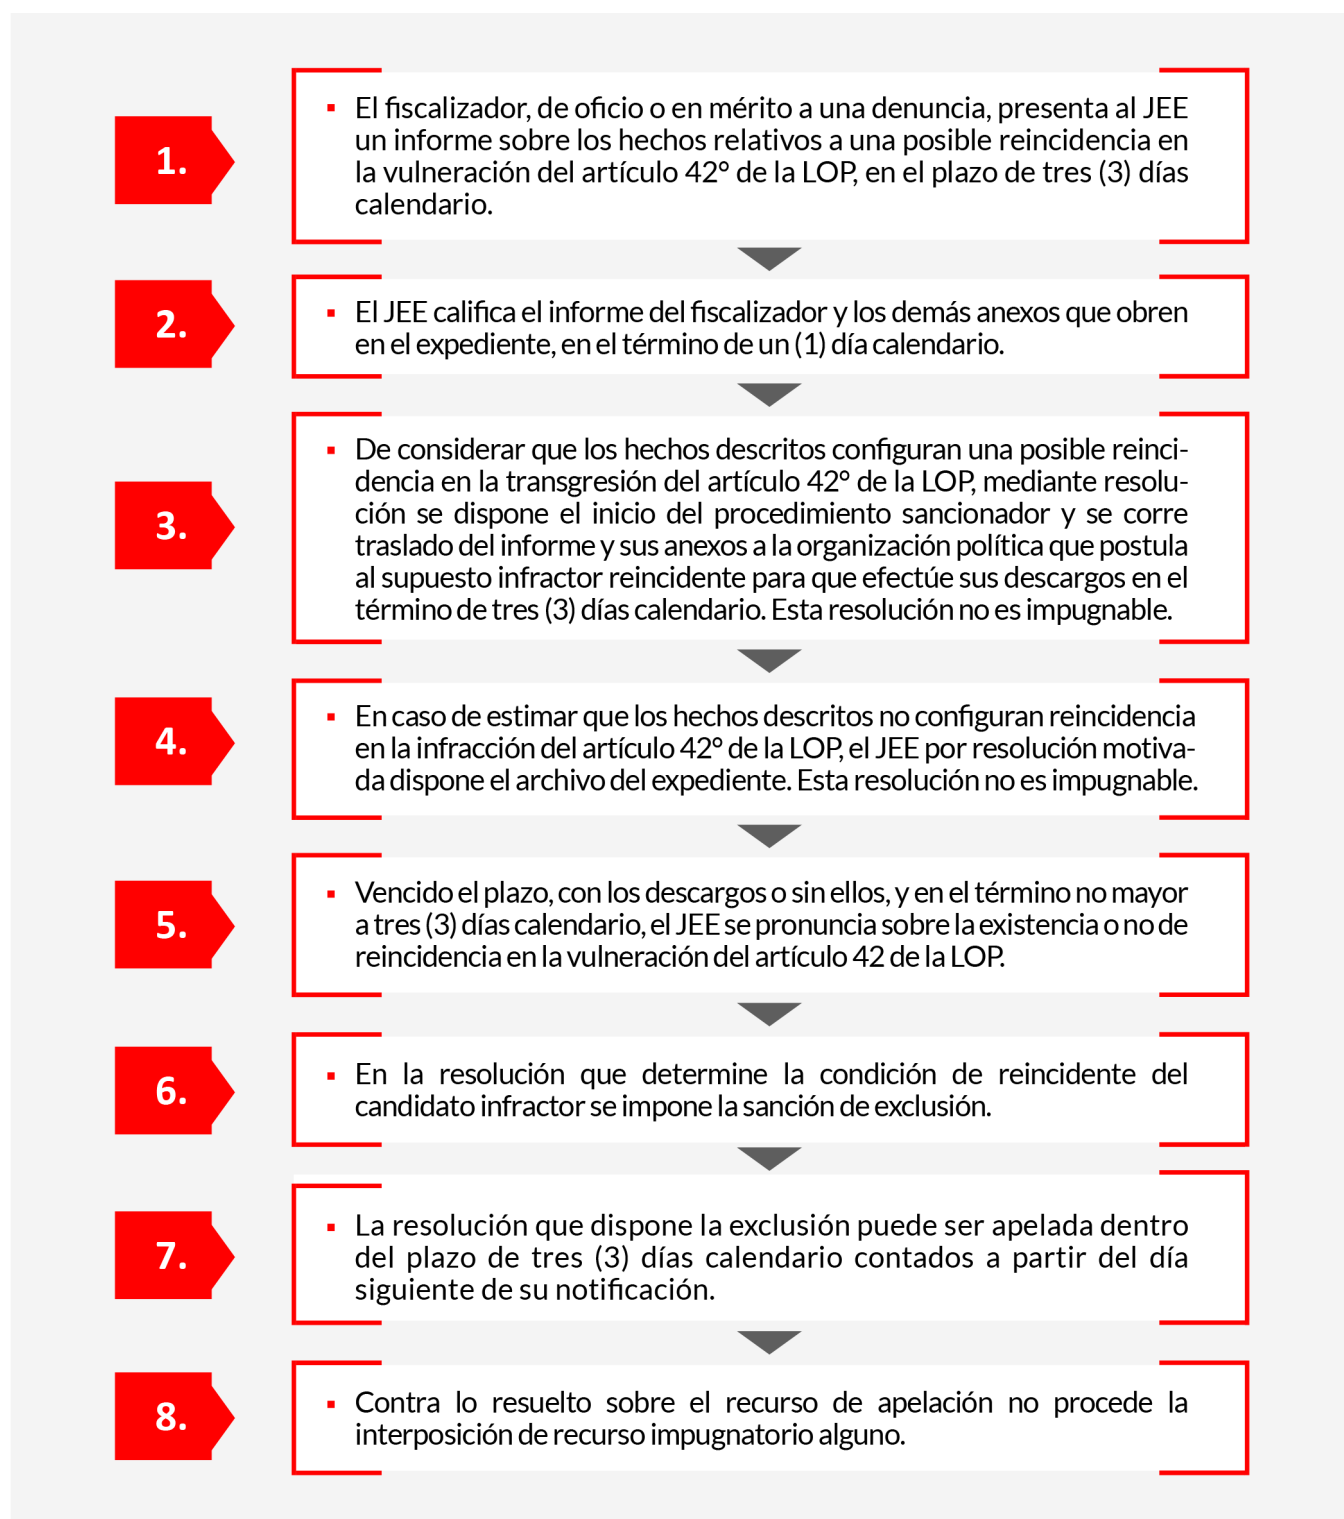 1.
▪ El fiscalizador, de oficio o en mérito a una denuncia, presenta al JEE
un informe sobre los hechos relativos a una posible reincidencia en
la vulneración del artículo 42° de la LOP, en el plazo de tres (3) días
calendario.
2.
▪ El JEE califica el informe del fiscalizador y los demás anexos que obren
en el expediente, en el término de un (1) día calendario.
3.
▪ De considerar que los hechos descritos configuran una posible reinci-
dencia en la transgresión del artículo 42° de la LOP, mediante resolu-
ción se dispone el inicio del procedimiento sancionador y se corre
traslado del informe y sus anexos a la organización política que postula
al supuesto infractor reincidente para que efectúe sus descargos en el
término de tres (3) días calendario. Esta resolución no es impugnable.
4.
▪ En caso de estimar que los hechos descritos no configuran reincidencia
en la infracción del artículo 42° de la LOP, el JEE por resolución motiva-
da dispone el archivo del expediente. Esta resolución no es impugnable.
5.
▪ Vencido el plazo, con los descargos o sin ellos, y en el término no mayor
a tres (3) días calendario, el JEE se pronuncia sobre la existencia o no de
reincidencia en la vulneración del artículo 42 de la LOP.
6.
▪ En la resolución que determine la condición de reincidente del
candidato infractor se impone la sanción de exclusión.
7.
▪ La resolución que dispone la exclusión puede ser apelada dentro
del plazo de tres (3) días calendario contados a partir del día
siguiente de su notificación.
8.
▪ Contra lo resuelto sobre el recurso de apelación no procede la
interposición de recurso impugnatorio alguno.